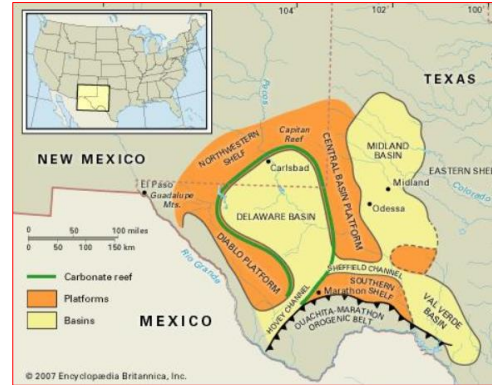 104°
102°
100°
TEXAS
Pecos
Capitan
Reef
NORTHWESTERN
SHELF
Carlsbad
CENTRAL BASIN PLATFORM
MIDLAND
BASIN
NEW MEXICO
EASTERN SHEL
Midland
Colorado
El Paso
Guadalupe
Mts.
Odessa
DELAWARE BASIN
0 50 100 miles
0 50 100 150 km
DIABLO PLATFORM
Rio Grande
SHEFFIELD CHANNEL
Carbonate reef
SOUTHERN
Marathon SHELF
Platforms
HOVEY CHANNEL
VAL VERDE
BASIN
Basins
MEXICO
OUACHITA-MARATHON
OROGENIC BELT
© 2007 Encyclopædia Britannica, Inc.